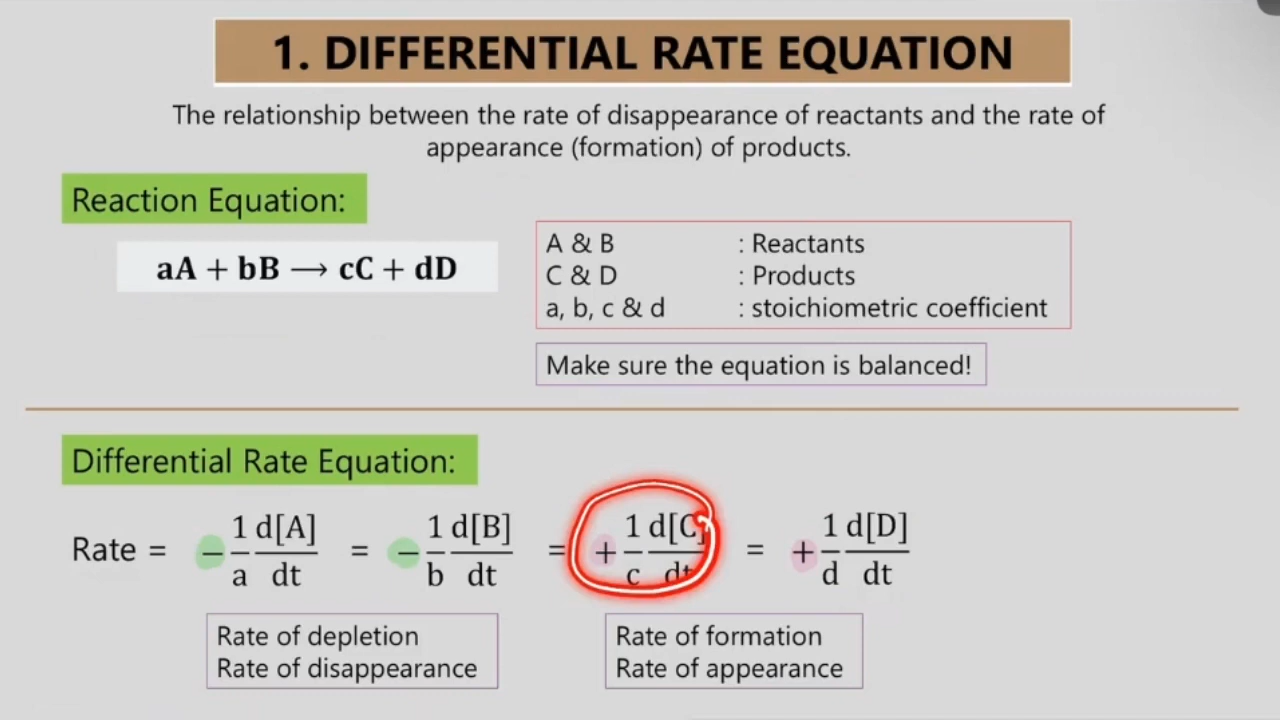 1. DIFFERENTIAL RATE EQUATION
The relationship between the rate of disappearance of reactants and the rate of
appearance (formation) of products.
Reaction Equation:
aA + bB → cC + dD
A & B : Reactants
C & D : Products
a, b, c & d : stoichiometric coefficient
Make sure the equation is balanced!
Differential Rate Equation:
Rate = − 1/a d[A]/dt = − 1/b d[B]/dt = + 1/c d[C]/dt = + 1/d d[D]/dt
Rate of depletion
Rate of disappearance
Rate of formation
Rate of appearance